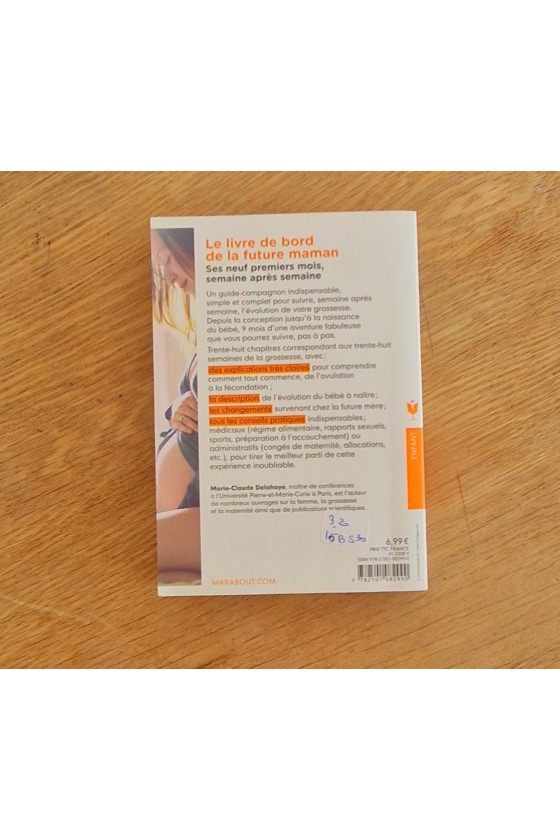 Le livre de bord
de la future maman
Ses neuf premiers mois,
semaine après semaine
Un guide-compagnon indispensable,
simple et complet pour suivre, semaine après
semaine, l'évolution de votre grossesse.
Depuis la conception jusqu'à la naissance
du bébé, 9 mois d'une aventure fabuleuse
que vous pourrez suivre, pas à pas.
Trente-huit chapitres correspondant aux trente-huit
semaines de la grossesse, avec :
des explications très claires pour comprendre
comment tout commence, de l'ovulation
à la fécondation ;
la description de l'évolution du bébé à naître ;
les changements survenant chez la future mère ;
tous les conseils pratiques indispensables :
médicaux (régime alimentaire, rapports sexuels,
sports, préparation à l'accouchement) ou
administratifs (congés de maternité, allocations,
etc.), pour tirer le meilleur parti de cette
expérience inoubliable.
Marie-Claude Delahaye, maître de conférences
à l'Université Pierre-et-Marie-Curie à Paris, est l'auteur
de nombreux ouvrages sur la femme, la grossesse
et la maternité ainsi que de publications scientifiques.
ENFANT
3,20
6,99 €
PRIX TTC FRANCE
MARABOUT.COM